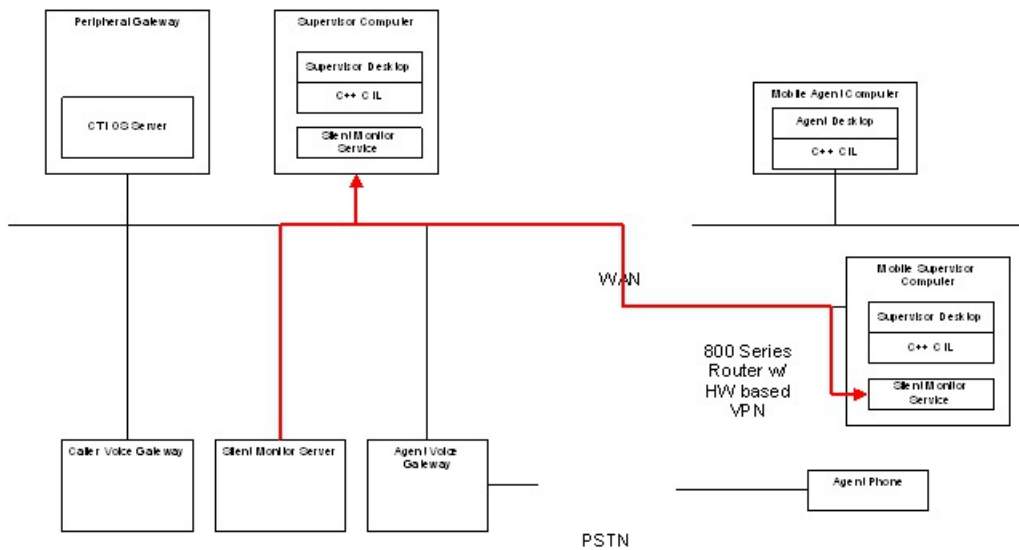 Peripheral Gateway
CTI OS Server
Supervisor Computer
Supervisor Desktop
C++ CIL
Silent Monitor
Service
Mobile Agent Computer
Agent Desktop
C++ CIL
WAN
Mobile Supervisor
Computer
Supervisor Desktop
C++ CIL
Silent Monitor
Service
800 Series
Router w/
HW based
VPN
Caller Voice Gateway
Silent Monitor Server
Agent Voice
Gateway
Agent Phone
PSTN